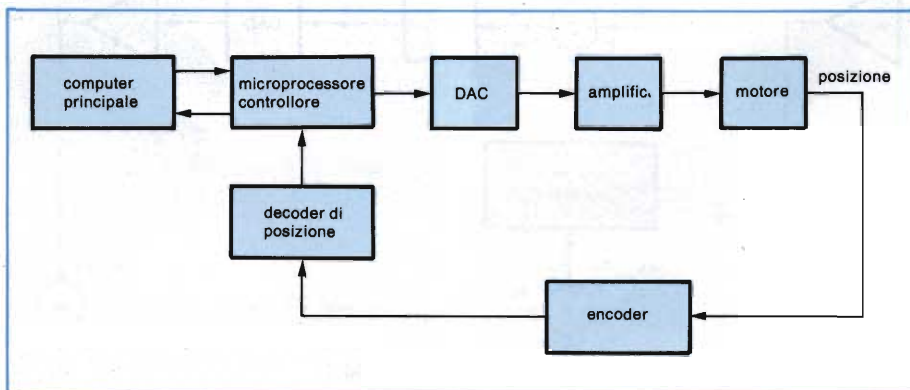 computer
principale
microprocessore
controllore
DAC
amplific.
motore
posizione
decoder di
posizione
encoder